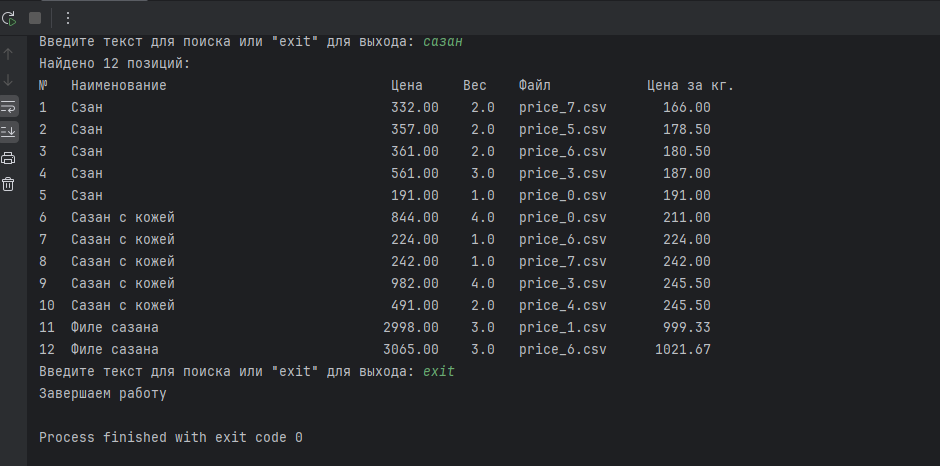 Введите текст для поиска или "exit" для выхода: сазан
Найдено 12 позиций:
№ Наименование Цена Вес Файл Цена за кг.
1 Сзан 332.00 2.0 price_7.csv 166.00
2 Сзан 357.00 2.0 price_5.csv 178.50
3 Сзан 361.00 2.0 price_6.csv 180.50
4 Сзан 561.00 3.0 price_3.csv 187.00
5 Сзан 191.00 1.0 price_0.csv 191.00
6 Сазан с кожей 844.00 4.0 price_0.csv 211.00
7 Сазан с кожей 224.00 1.0 price_6.csv 224.00
8 Сазан с кожей 242.00 1.0 price_7.csv 242.00
9 Сазан с кожей 982.00 4.0 price_3.csv 245.50
10 Сазан с кожей 491.00 2.0 price_4.csv 245.50
11 Филе сазана 2998.00 3.0 price_1.csv 999.33
12 Филе сазана 3065.00 3.0 price_6.csv 1021.67
Введите текст для поиска или "exit" для выхода: exit
Завершаем работу
Process finished with exit code 0